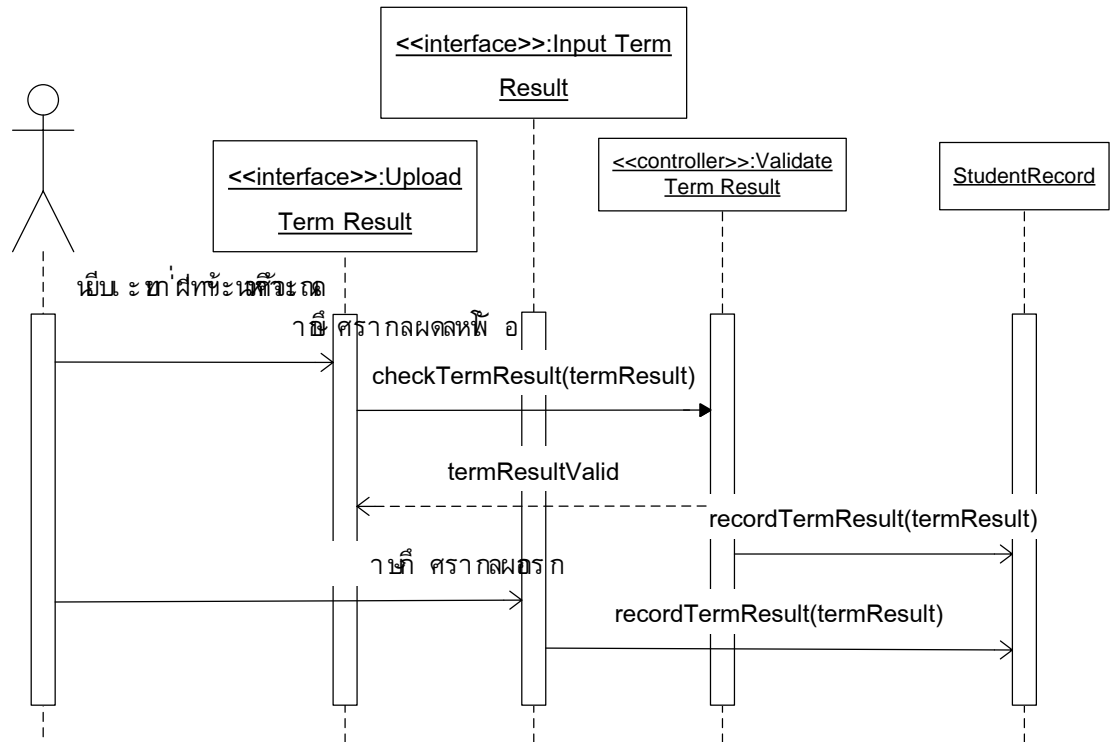 <<interface>>:Input Term
Result
<<interface>>:Upload
Term Result
<<controller>>:Validate
Term Result
StudentRecord
checkTermResult(termResult)
termResultValid
recordTermResult(termResult)
recordTermResult(termResult)